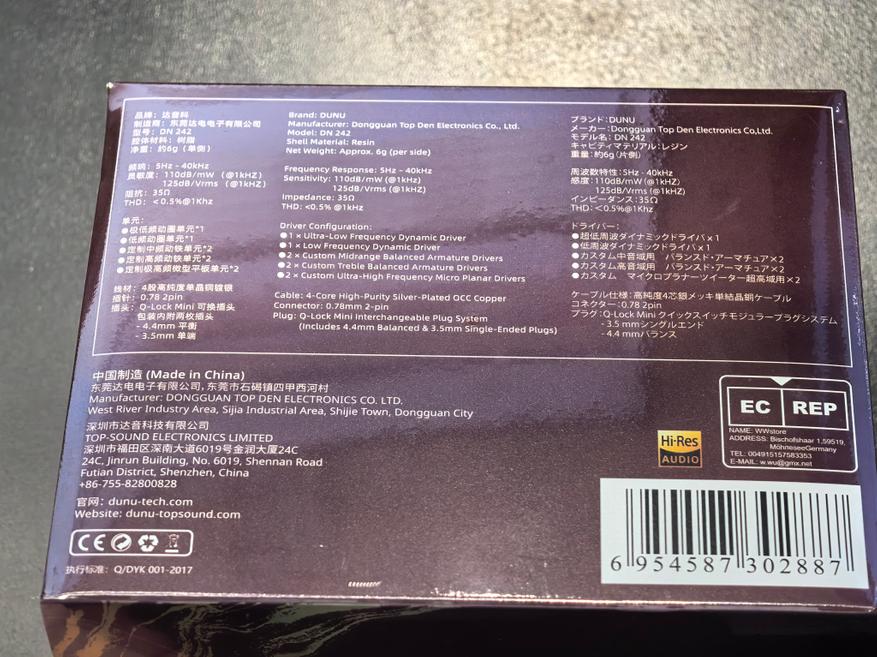 品牌：达音科
制造商：东莞达电电子有限公司
型号：DN 242
腔体材料：树脂
净重：约6g（单侧）
频响：5Hz - 40kHz
灵敏度：110dB/mW （@1kHZ）
125dB/Vrms （@1kHZ）
阻抗：35Ω
THD：＜0.5%@1Khz
单元：
●极低频动圈单元*1
●低频动圈单元*1
●定制中频动铁单元*2
●定制高频动铁单元*2
●定制极高频微型平板单元*2
线材：4股高纯度单晶铜镀银
插针：0.78 2pin
插头：Q-Lock Mini 可换插头
包装内附两枚插头
- 4.4mm 平衡
- 3.5mm 单端
Brand: DUNU
Manufacturer: Dongguan Top Den Electronics Co., Ltd.
Model: DN 242
Shell Material: Resin
Net Weight: Approx. 6g (per side)
Frequency Response: 5Hz - 40kHz
Sensitivity: 110dB/mW (@1kHz)
125dB/Vrms (@1kHz)
Impedance: 35Ω
THD: <0.5% @1kHz
Driver Configuration:
●1 × Ultra-Low Frequency Dynamic Driver
●1 × Low Frequency Dynamic Driver
●2 × Custom Midrange Balanced Armature Drivers
●2 × Custom Treble Balanced Armature Drivers
●2 × Custom Ultra-High Frequency Micro Planar Drivers
Cable: 4-Core High-Purity Silver-Plated OCC Copper
Connector: 0.78mm 2-pin
Plug: Q-Lock Mini Interchangeable Plug System
(Includes 4.4mm Balanced & 3.5mm Single-Ended Plugs)
ブランド:DUNU
メーカー:Dongguan Top Den Electronics Co,Ltd.
モデル名: DN 242
キャビティマテリアル:レジン
重量:約6g (片側)
周波数特性:5Hz - 40kHz
感度:110dB/mW (@1kHz)
125dB/Vrms (@1kHz)
インピーダンス:35Ω
THD:＜0.5%@1kHz
ドライバー:
●超低周波ダイナミックドライバ×1
●低周波ダイナミックドライバ×1
●カスタム中音域用 バランスド・アーマチュア×2
●カスタム高音域用 バランスド・アーマチュア×2
●カスタム マイクロプラナーツイーター超高域用×2
ケーブル仕様:高純度4芯銀メッキ単結晶銅ケーブル
コネクター:0.78 2pin
プラグ:Q-Lock Mini クイックスイッチモジュラープラグシステム
- 3.5 mmシングルエンド
- 4.4 mmバランス
中国制造 (Made in China)
东莞达电电子有限公司，东莞市石碣镇四甲西河村
Manufacturer: DONGGUAN TOP DEN ELECTRONICS CO. LTD.
West River Industry Area, Sijia Industrial Area, Shijie Town, Dongguan City
深圳市达音科技有限公司
TOP-SOUND ELECTRONICS LIMITED
深圳市福田区深南大道6019号金润大厦24C
24C, Jinrun Building, No. 6019, Shennan Road
Futian District, Shenzhen, China
+86-755-82800828
官网：dunu-tech.com
Website: dunu-topsound.com
CE
执行标准：Q/DYK 001-2017
EC REP
NAME: WWstore
ADDRESS: Bischofshaar 1,59519,
MöhneseeGermany
TEL: 004915157583353
E-MAIL: w.wu@gmx.net
Hi-Res
AUDIO
6 954587 302887